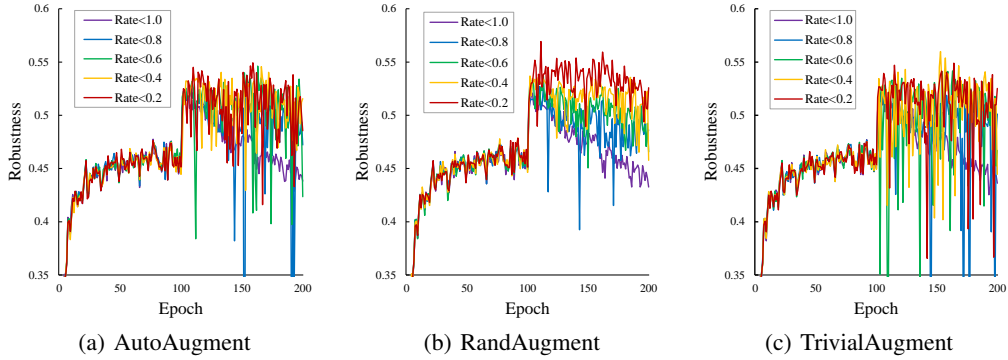 0.6
0.55
0.5
0.45
0.4
0.35
Robustness
Rate<1.0
Rate<0.8
Rate<0.6
Rate<0.4
Rate<0.2
0 50 100 150 200
Epoch
(a) AutoAugment
0.6
0.55
0.5
0.45
0.4
0.35
Robustness
Rate<1.0
Rate<0.8
Rate<0.6
Rate<0.4
Rate<0.2
0 50 100 150 200
Epoch
(b) RandAugment
0.6
0.55
0.5
0.45
0.4
0.35
Robustness
Rate<1.0
Rate<0.8
Rate<0.6
Rate<0.4
Rate<0.2
0 50 100 150 200
Epoch
(c) TrivialAugment